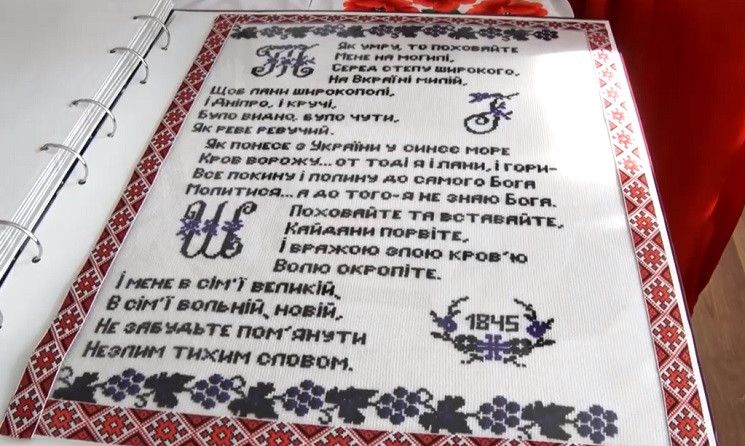 Т
Як умру, то поховайте
Мене на могилі,
Серед степу широкого,
На Вкраїні милій,
Щоб лани широкополі,
І Дніпро, і кручі,
Було видно, було чути,
Як реве ревучий.
Г
Як понесе з України у синєє море
Кров ворожу... от тоді я і лани, і гори-
Все покину і полину до самого Бога
Молитися... а до того-я не знаю Бога.
Ш
Поховайте та вставайте,
Кайдани порвіте,
І вражою злою кров'ю
Волю окропіте.
І мене в сім'ї великій,
В сім'ї вольній, новій,
Не забудьте пом'янути
Незлим тихим словом.
1845